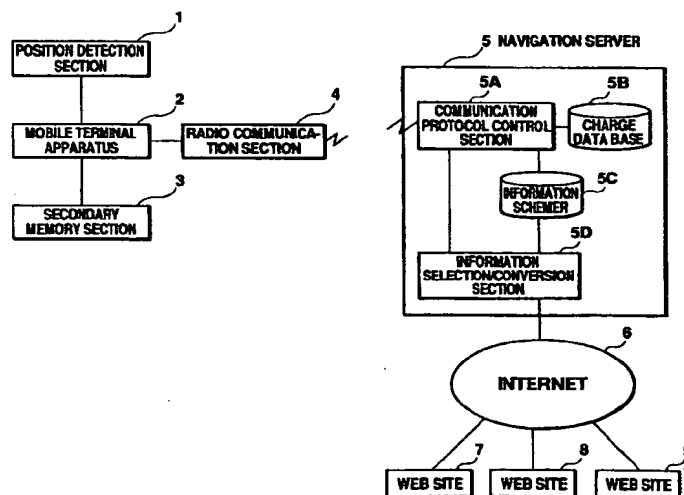 1
POSITION DETECTION
SECTION
2
MOBILE TERMINAL
APPARATUS
4
RADIO COMMUNICA-
TION SECTION
3
SECONDARY
MEMORY SECTION
5 NAVIGATION SERVER
5A
COMMUNICATION
PROTOCOL CONTROL
SECTION
5B
CHARGE
DATA BASE
5C
INFORMATION
SCHEMER
5D
INFORMATION
SELECTION/CONVERSION
SECTION
6
INTERNET
7
WEB SITE
8
WEB SITE
WEB SITE